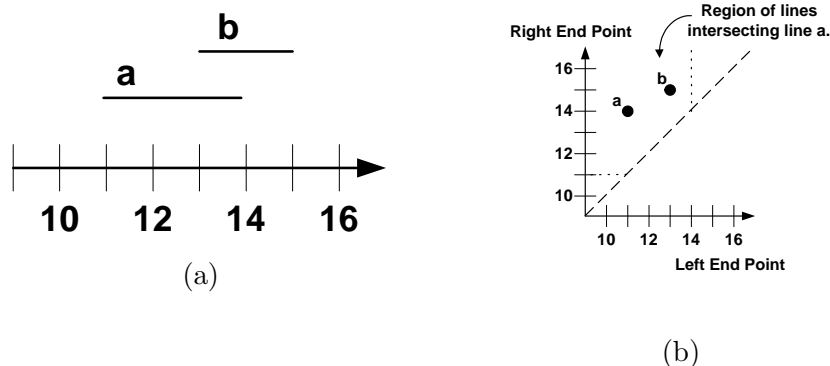 b
a
10 12 14 16
(a)
Region of lines
intersecting line a.
Right End Point
16
14
12
10
a
b
10 12 14 16
Left End Point
(b)